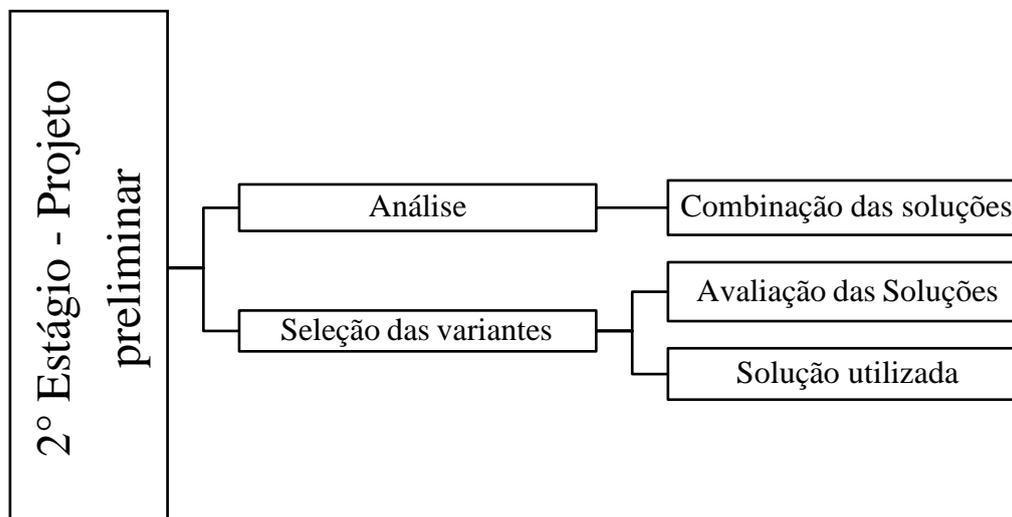 2° Estágio - Projeto
preliminar
Análise
Combinação das soluções
Seleção das variantes
Avaliação das Soluções
Solução utilizada